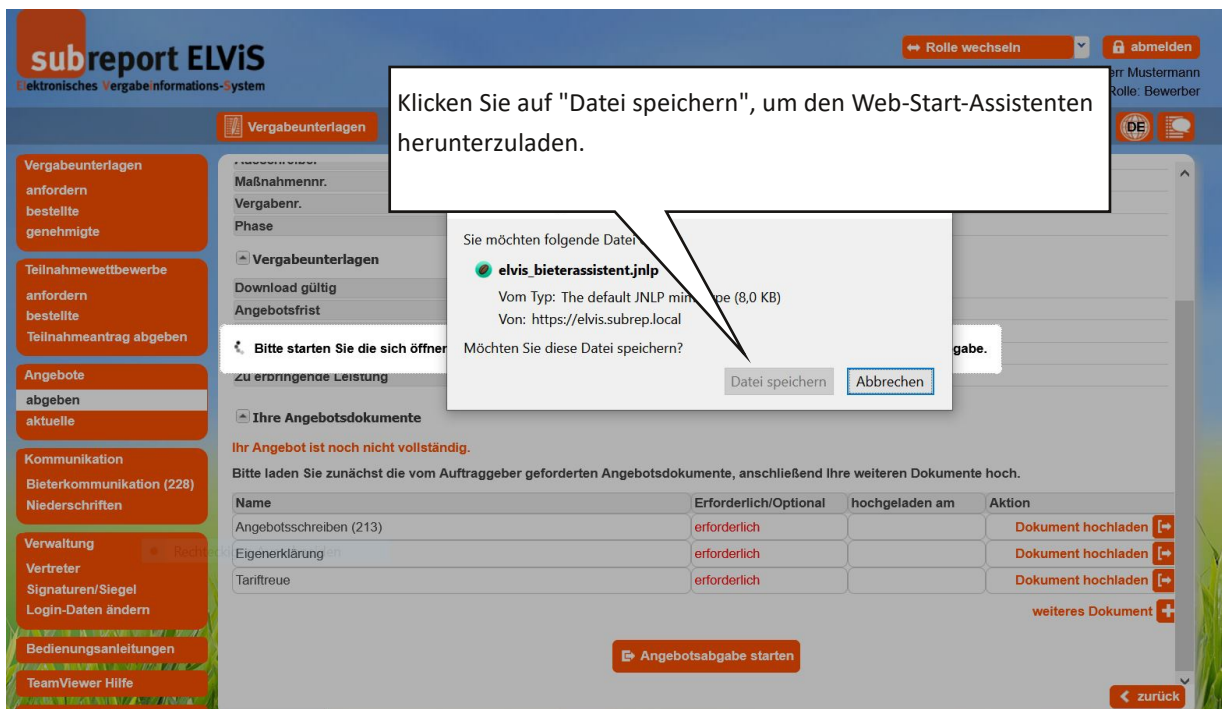 subreport ELViS
Elektronisches Vergabeinformations-System
Rolle wechseln
abmelden
Herr Mustermann
Rolle: Bewerber
Klicken Sie auf "Datei speichern", um den Web-Start-Assistenten
herunterzuladen.
Vergabeunterlagen
DE
Vergabeunterlagen
anfordern
bestellte
genehmigte
Teilnahmewettbewerbe
anfordern
bestellte
Teilnahmeantrag abgeben
Angebote
abgeben
aktuelle
Kommunikation
Bieterkommunikation (228)
Niederschriften
Verwaltung
Vertreter
Signaturen/Siegel
Login-Daten ändern
Bedienungsanleitungen
TeamViewer Hilfe
Maßnahmennr.
Vergabenr.
Phase
Vergabeunterlagen
Download gültig
Angebotsfrist
Bitte starten Sie die sich öffner
gabe.
Zu erbringende Leistung
Sie möchten folgende Datei
elvis_bieterassistent.jnlp
Vom Typ: The default JNLP mim pe (8,0 KB)
Von: https://elvis.subrep.local
Möchten Sie diese Datei speichern?
Datei speichern
Abbrechen
Ihre Angebotsdokumente
Ihr Angebot ist noch nicht vollständig.
Bitte laden Sie zunächst die vom Auftraggeber geforderten Angebotsdokumente, anschließend Ihre weiteren Dokumente hoch.
Name Erforderlich/Optional hochgeladen am Aktion
Angebotsschreiben (213) erforderlich Dokument hochladen
Eigenerklärung erforderlich Dokument hochladen
Tariftreue erforderlich Dokument hochladen
weiteres Dokument
Angebotsabgabe starten
zurück